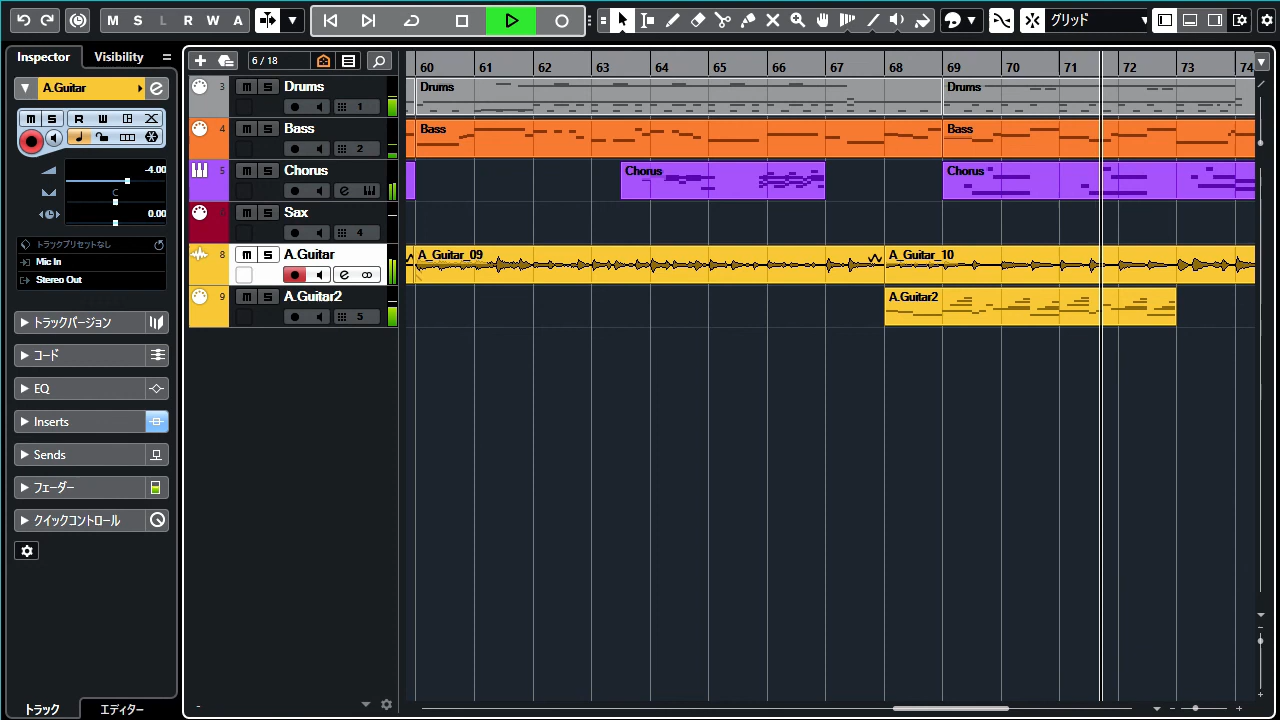 M S L R W A グリッド
Inspector Visibility
6 / 18
60 61 62 63 64 65 66 67 68 69 70 71 72 73 74
A.Guitar
M S R W
-4.00
C
0.00
トラックプリセットなし
Mic In
Stereo Out
トラックバージョン
コード
EQ
Inserts
Sends
フェーダー
クイックコントロール
トラック エディター
3 M S Drums
1
4 M S Bass
2
5 M S Chorus
M S Sax
4
8 M S A.Guitar
9 M S A.Guitar2
5
Drums Drums
Bass Bass
Chorus Chorus
A_Guitar_09 A_Guitar_10
A.Guitar2